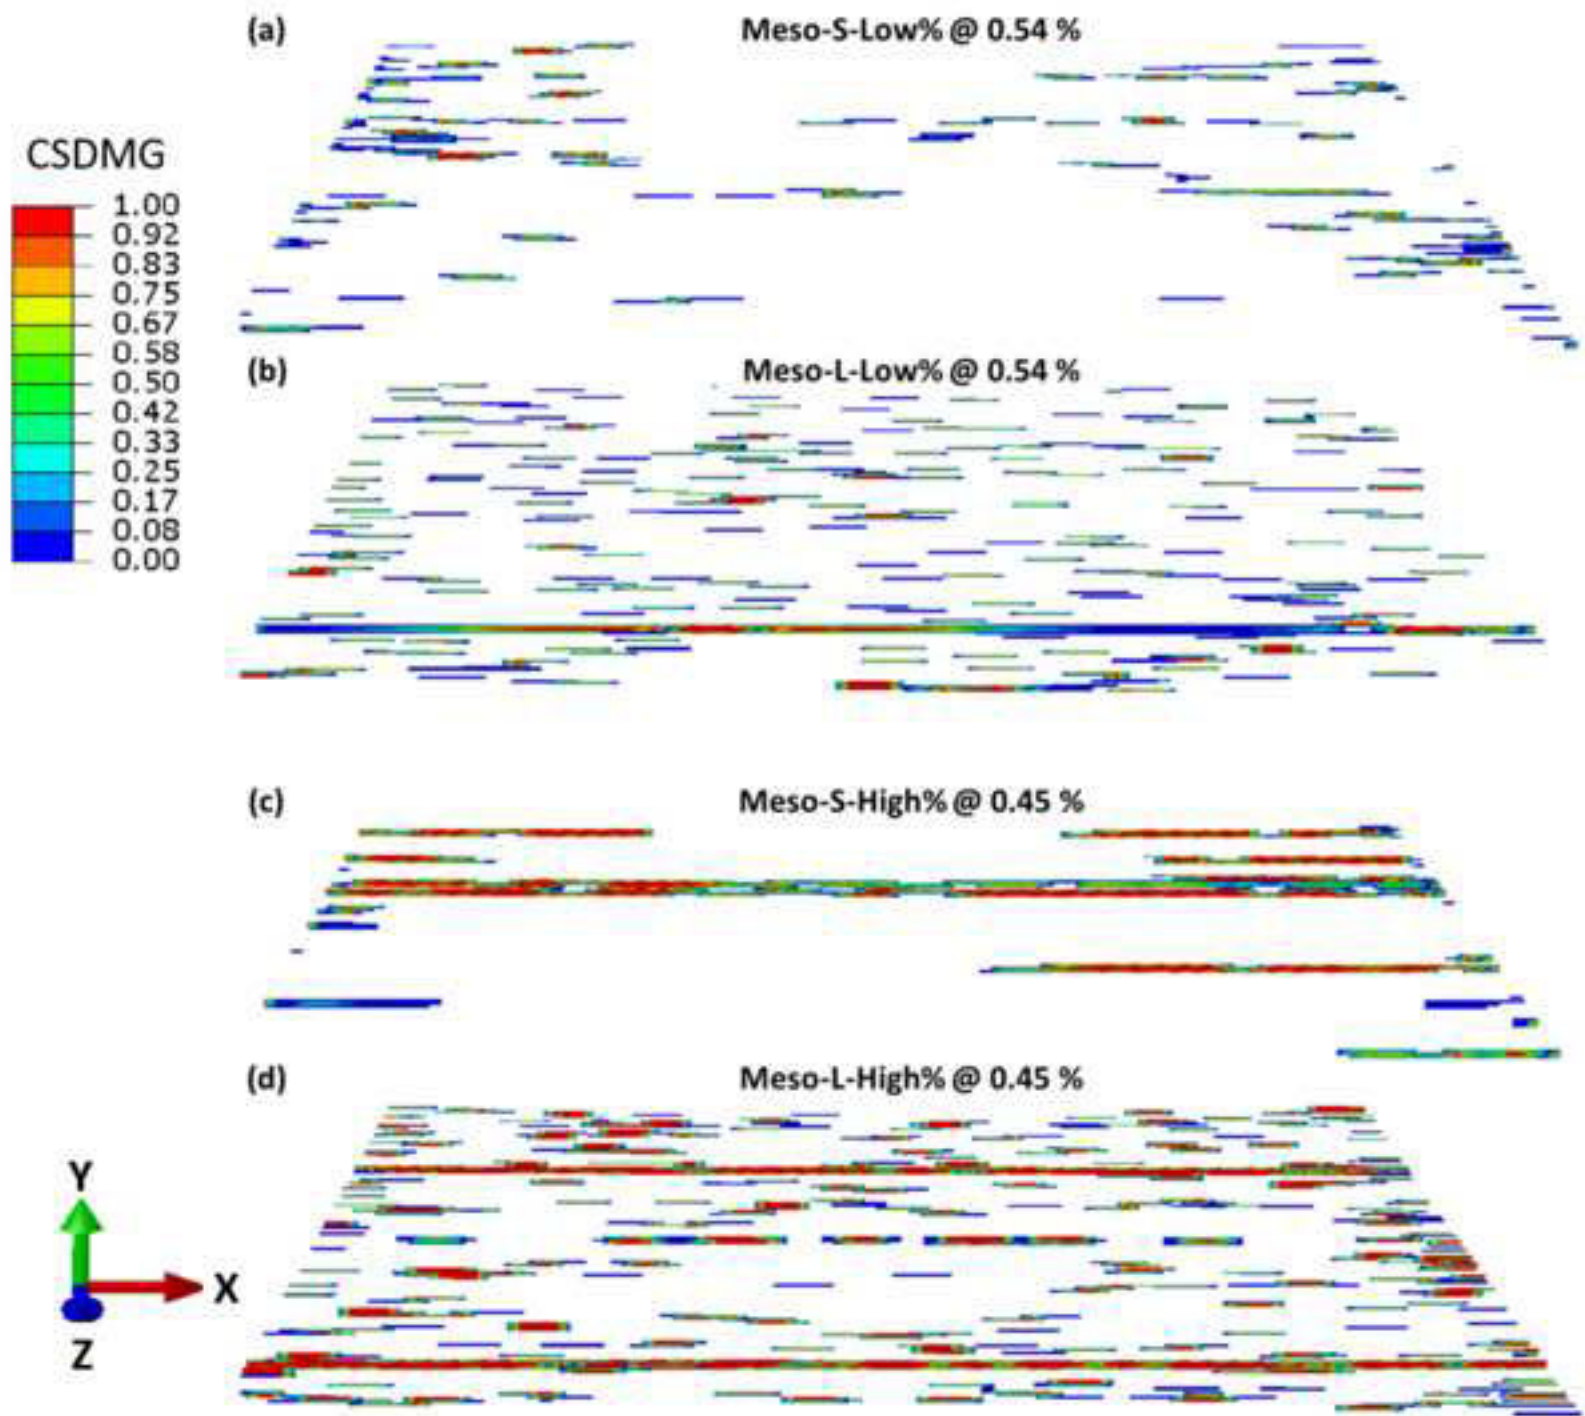 (a) Meso-S-Low% @ 0.54 %
CSDMG
1.00
0.92
0.83
0.75
0.67
0.58
0.50
0.42
0.33
0.25
0.17
0.08
0.00
(b) Meso-L-Low% @ 0.54 %
(c) Meso-S-High% @ 0.45 %
(d) Meso-L-High% @ 0.45 %
Y
X
Z